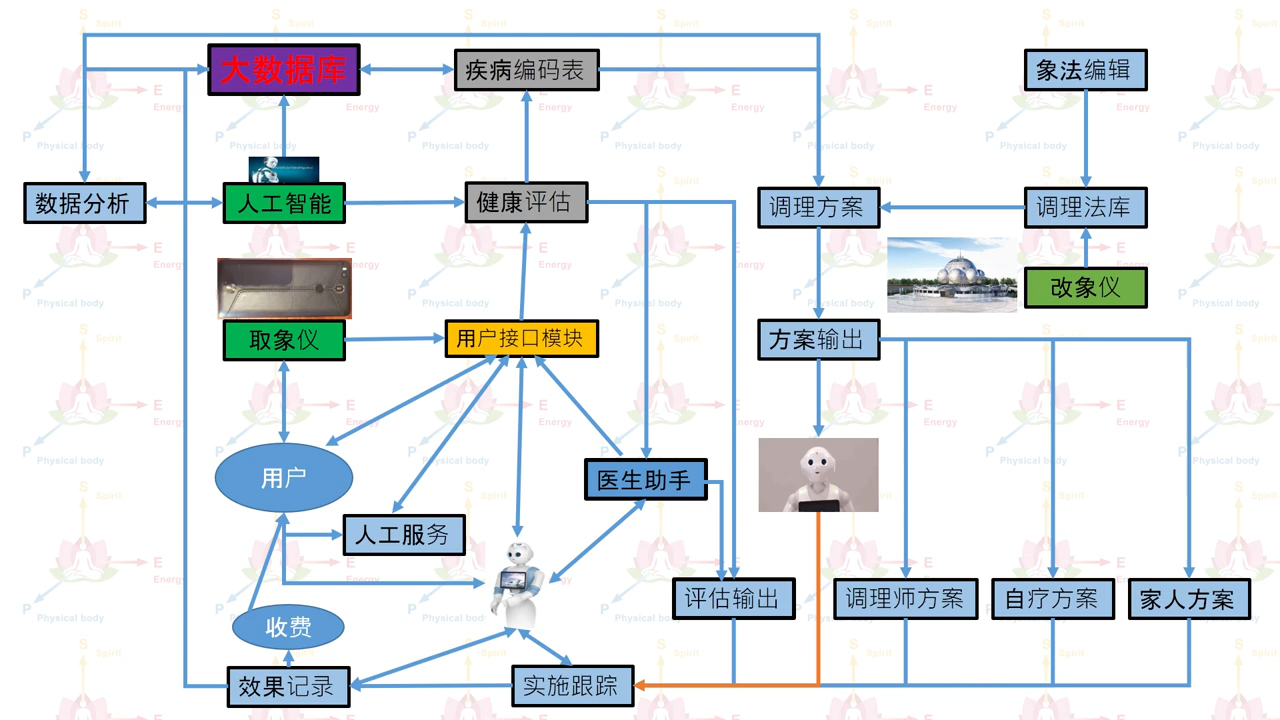 大数据库
疾病编码表
象法编辑
数据分析
人工智能
健康评估
调理方案
调理法库
改象仪
取象仪
用户接口模块
方案输出
用户
医生助手
人工服务
评估输出
调理师方案
自疗方案
家人方案
收费
效果记录
实施跟踪
S
Spirit
E
Energy
P
Physical body